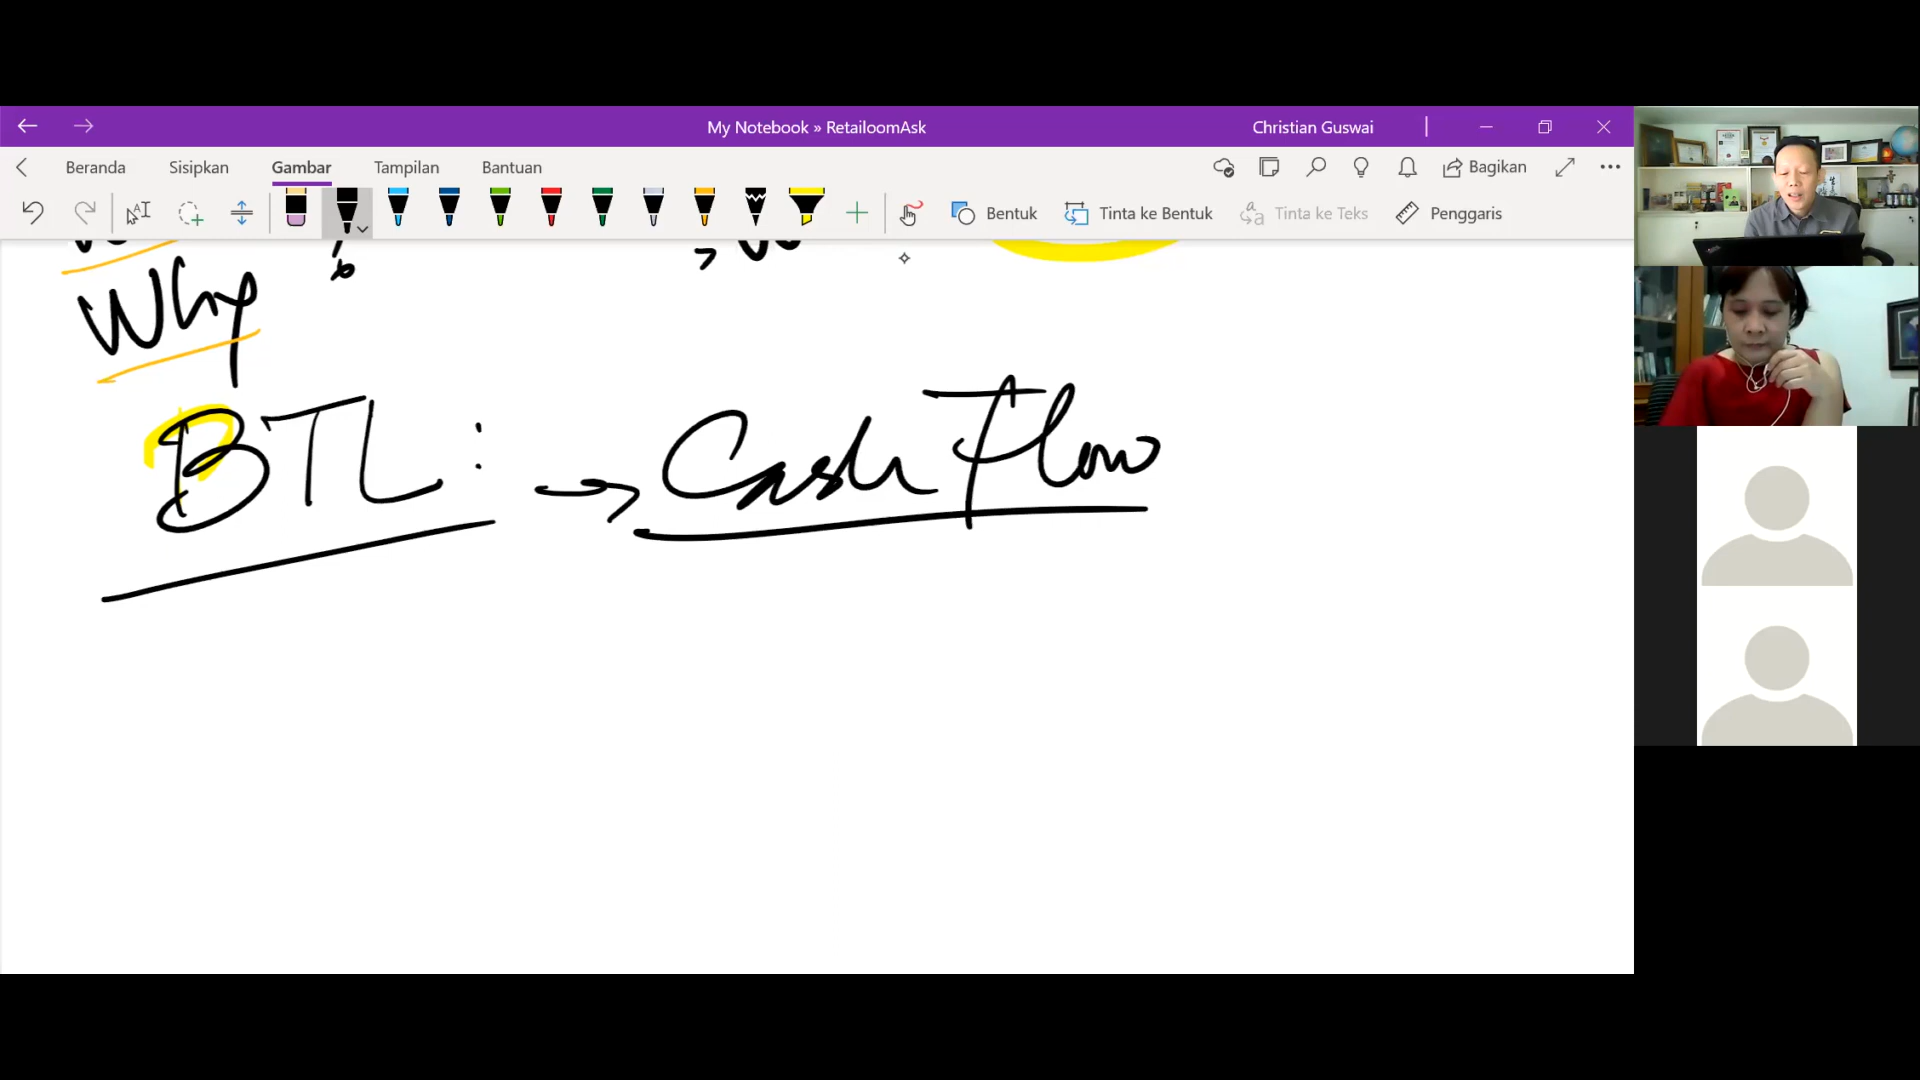 My Notebook » RetailoomAsk
Christian Guswai
Beranda Sisipkan Gambar Tampilan Bantuan
Bagikan
Bentuk Tinta ke Bentuk Tinta ke Teks Penggaris
Why
BTL : → Cash Flow